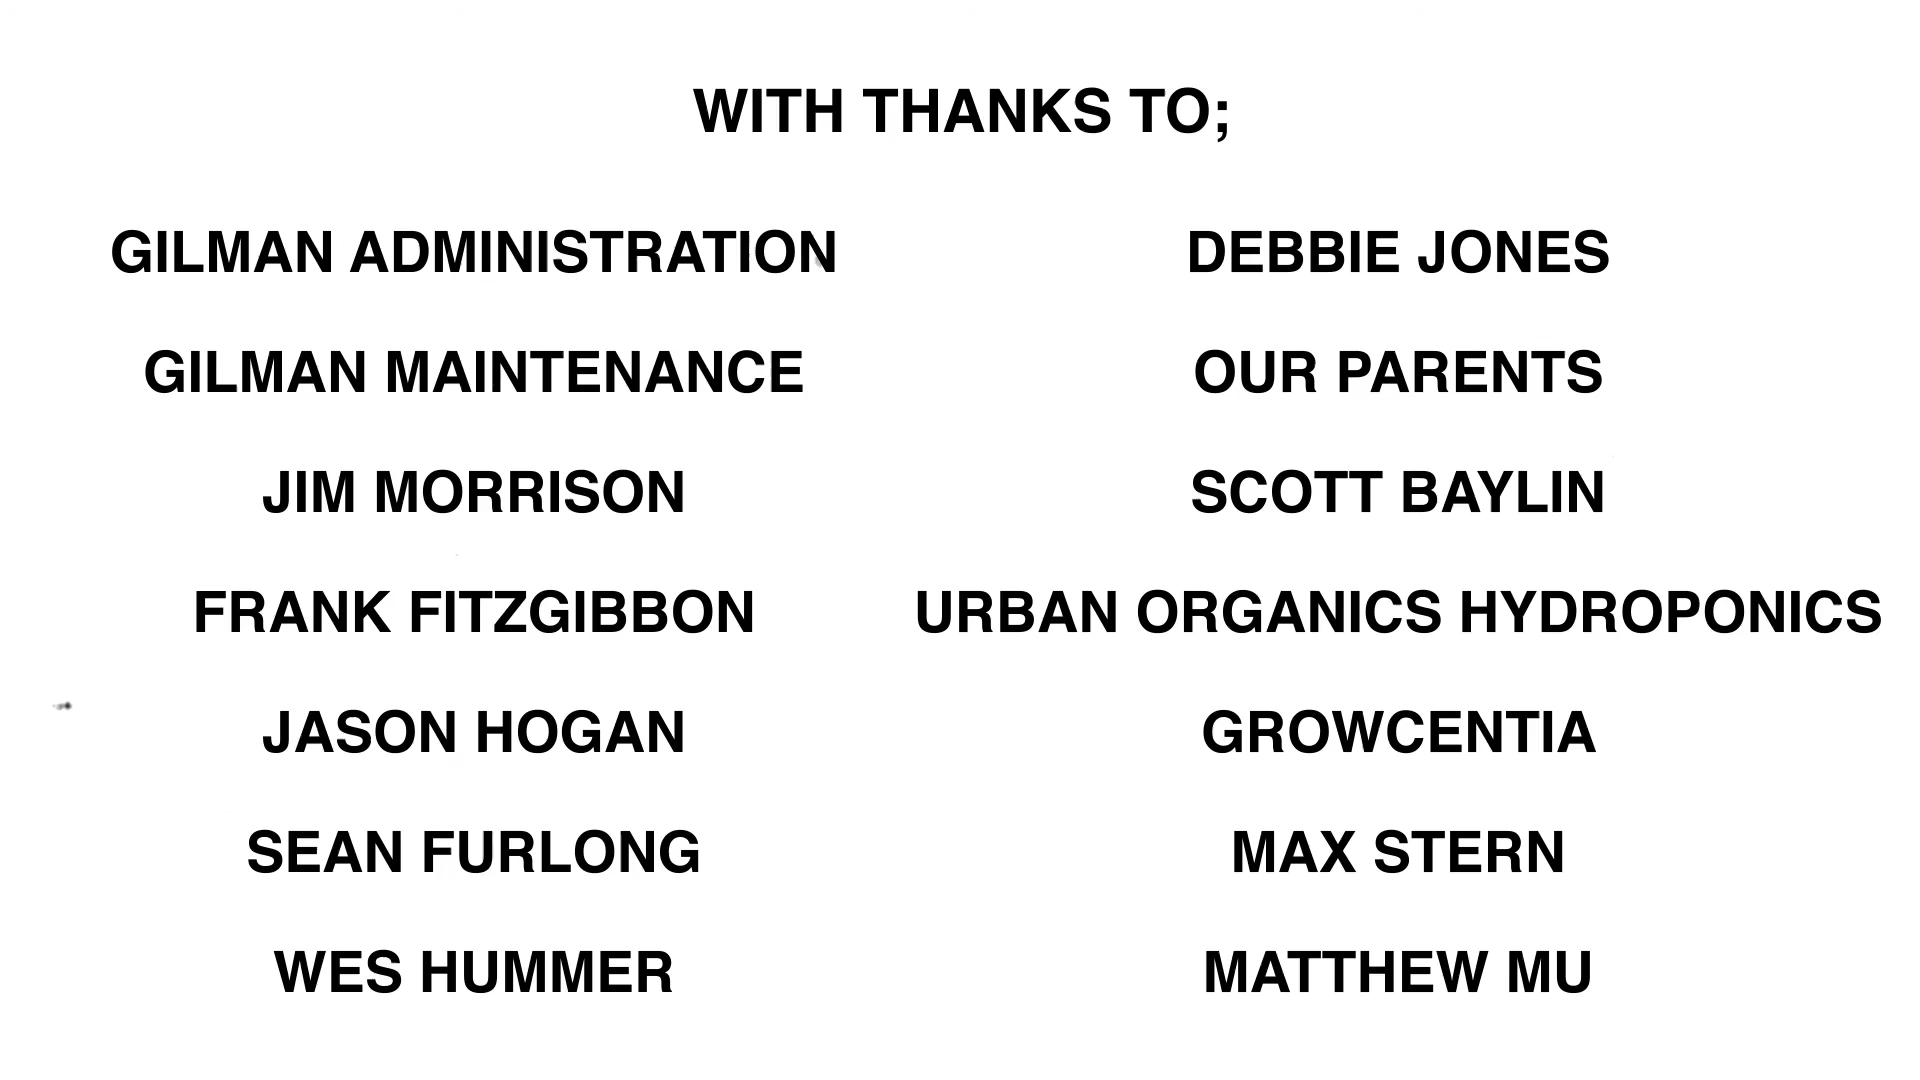 WITH THANKS TO;
GILMAN ADMINISTRATION
GILMAN MAINTENANCE
JIM MORRISON
FRANK FITZGIBBON
JASON HOGAN
SEAN FURLONG
WES HUMMER
DEBBIE JONES
OUR PARENTS
SCOTT BAYLIN
URBAN ORGANICS HYDROPONICS
GROWCENTIA
MAX STERN
MATTHEW MU